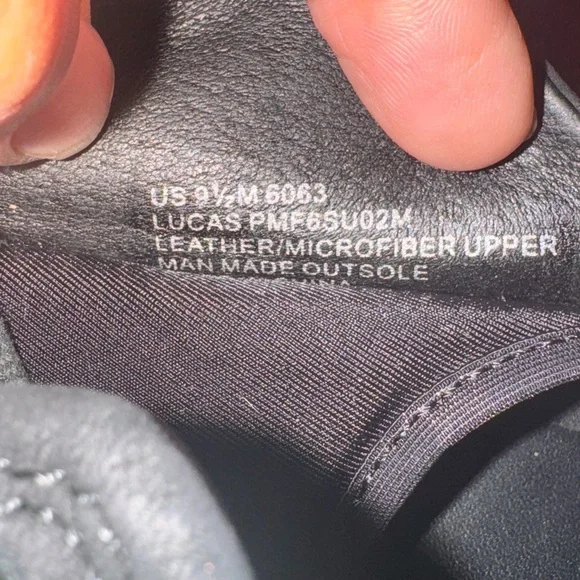 US 9½M 6063
LUCAS PMF6SU02M
LEATHER/MICROFIBER UPPER
MAN MADE OUTSOLE